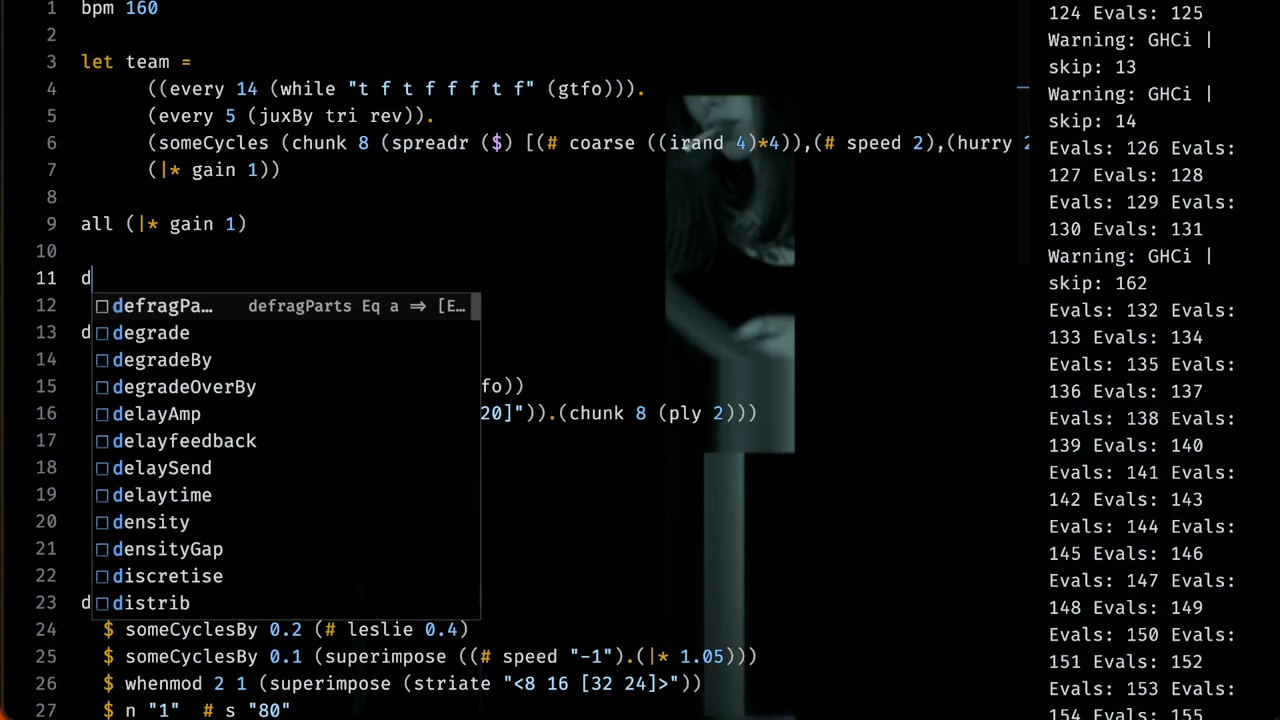 1 bpm 160
2
3 let team =
4 ((every 14 (while "t f t f f f t f" (gtfo))).
5 (every 5 (juxBy tri rev)).
6 (someCycles (chunk 8 (spreadr ($) [(# coarse ((irand 4)*4)),(# speed 2),(hurry 2
7 (|* gain 1))
8
9 all (|* gain 1)
10
11 d
12 defragPa… defragParts Eq a => [E…
13 d degrade
14 degradeBy
15 degradeOverBy fo))
16 delayAmp 20]")).(chunk 8 (ply 2)))
17 delayfeedback
18 delaySend
19 delaytime
20 density
21 densityGap
22 discretise
23 d distrib
24 $ someCyclesBy 0.2 (# leslie 0.4)
25 $ someCyclesBy 0.1 (superimpose ((# speed "-1").(|* 1.05)))
26 $ whenmod 2 1 (superimpose (striate "<8 16 [32 24]>"))
27 $ n "1" # s "80"
124 Evals: 125
Warning: GHCi |
skip: 13
Warning: GHCi |
skip: 14
Evals: 126 Evals:
127 Evals: 128
Evals: 129 Evals:
130 Evals: 131
Warning: GHCi |
skip: 162
Evals: 132 Evals:
133 Evals: 134
Evals: 135 Evals:
136 Evals: 137
Evals: 138 Evals:
139 Evals: 140
Evals: 141 Evals:
142 Evals: 143
Evals: 144 Evals:
145 Evals: 146
Evals: 147 Evals:
148 Evals: 149
Evals: 150 Evals:
151 Evals: 152
Evals: 153 Evals:
154 Evals: 155